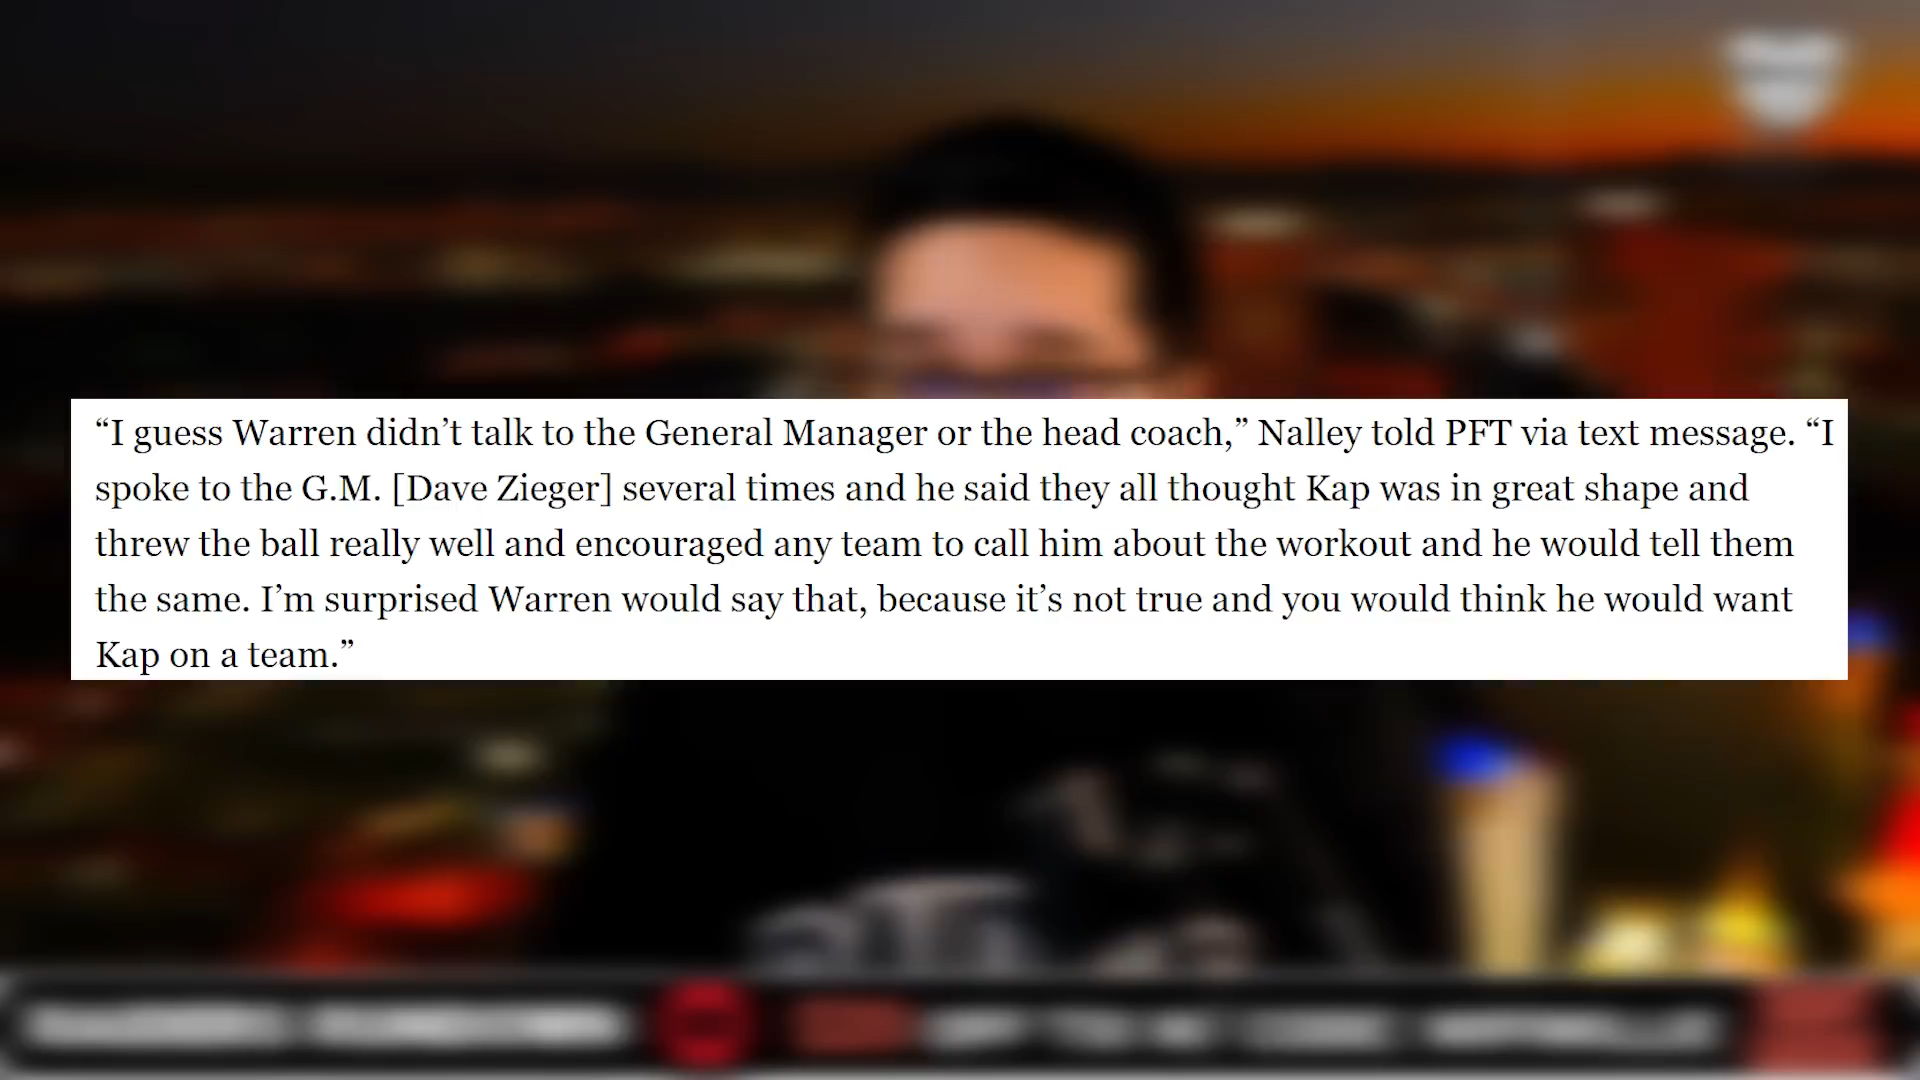 “I guess Warren didn’t talk to the General Manager or the head coach,” Nalley told PFT via text message. “I
spoke to the G.M. [Dave Zieger] several times and he said they all thought Kap was in great shape and
threw the ball really well and encouraged any team to call him about the workout and he would tell them
the same. I’m surprised Warren would say that, because it’s not true and you would think he would want
Kap on a team.”